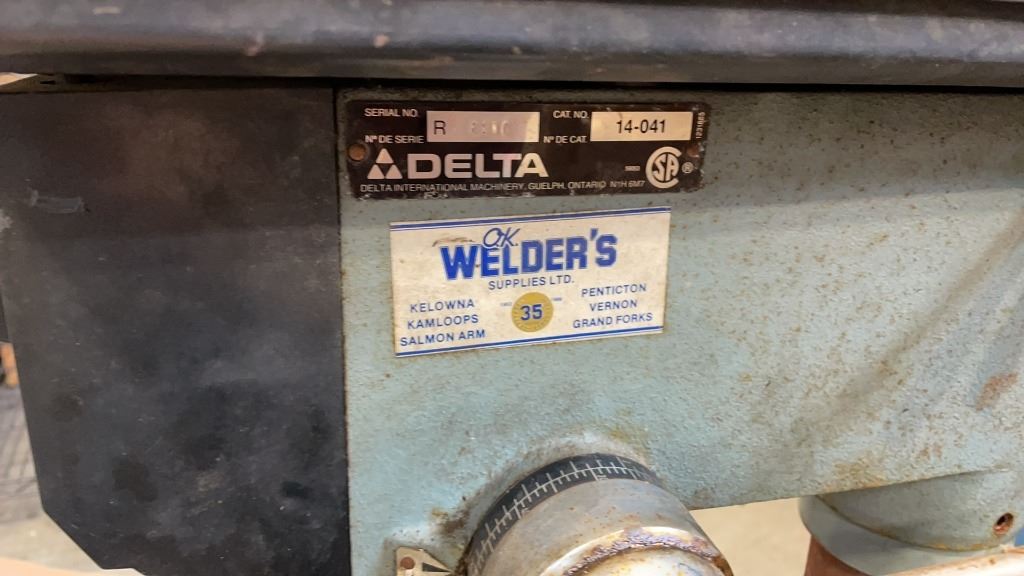 SERIAL NO. CAT. NO.
R 14-041
Nº DE SERIE Nº DE CAT.
DELTA SA ®
DELTA INTERNATIONAL MACHINERY, GUELPH, ONTARIO N1H 6M7
O.K.
WELDER'S
SUPPLIES LTD.
KELOWNA
KAMLOOPS
SALMON ARM
35
PENTICTON
VERNON
GRAND FORKS